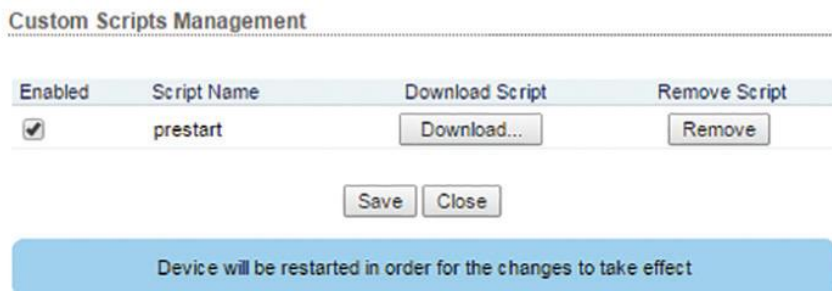 Custom Scripts Management
Enabled Script Name Download Script Remove Script
prestart Download... Remove
Save Close
Device will be restarted in order for the changes to take effect